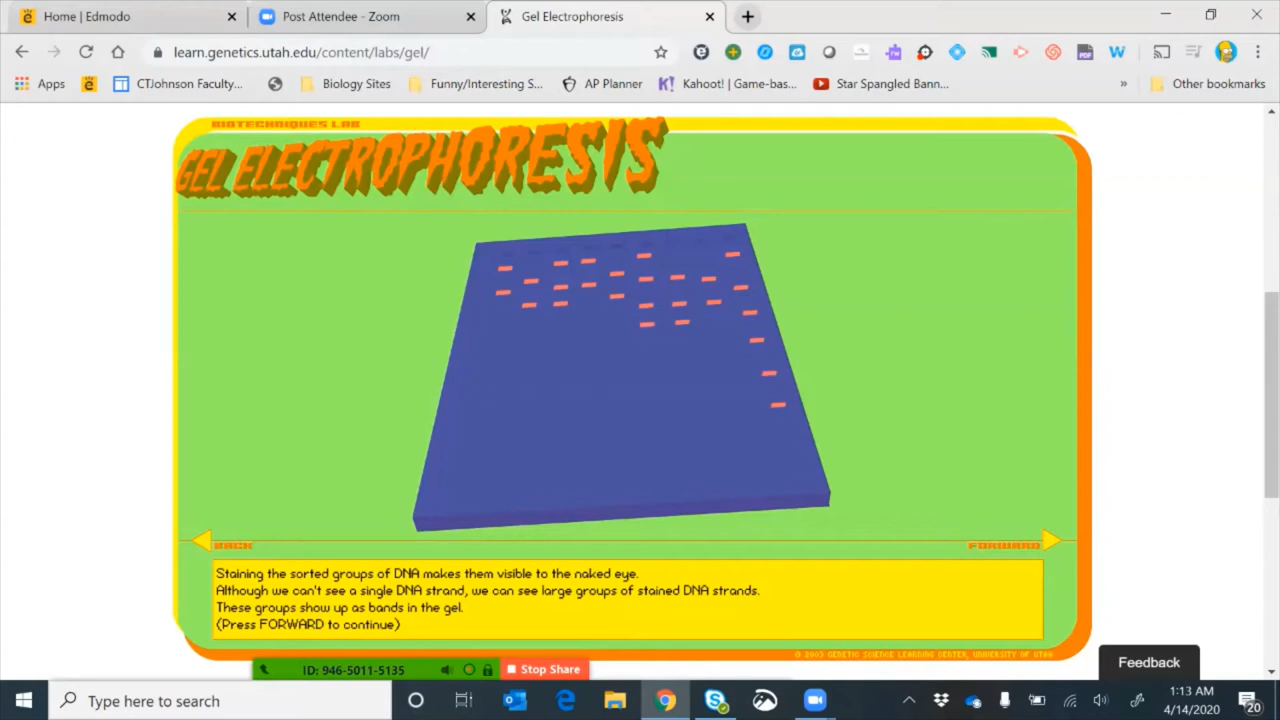 Home | Edmodo
Post Attendee - Zoom
Gel Electrophoresis
learn.genetics.utah.edu/content/labs/gel/
Apps
CTJohnson Faculty...
Biology Sites
Funny/Interesting S...
AP Planner
Kahoot! | Game-bas...
Star Spangled Bann...
»
Other bookmarks
BIOTECHNIQUES LAB
GEL ELECTROPHORESIS
BACK
FORWARD
Staining the sorted groups of DNA makes them visible to the naked eye.
Although we can't see a single DNA strand, we can see large groups of stained DNA strands.
These groups show up as bands in the gel.
(Press FORWARD to continue)
© 2003 GENETIC SCIENCE LEARNING CENTER, UNIVERSITY OF UTAH
ID: 946-5011-5135
Stop Share
Feedback
Type here to search
1:13 AM
4/14/2020
20